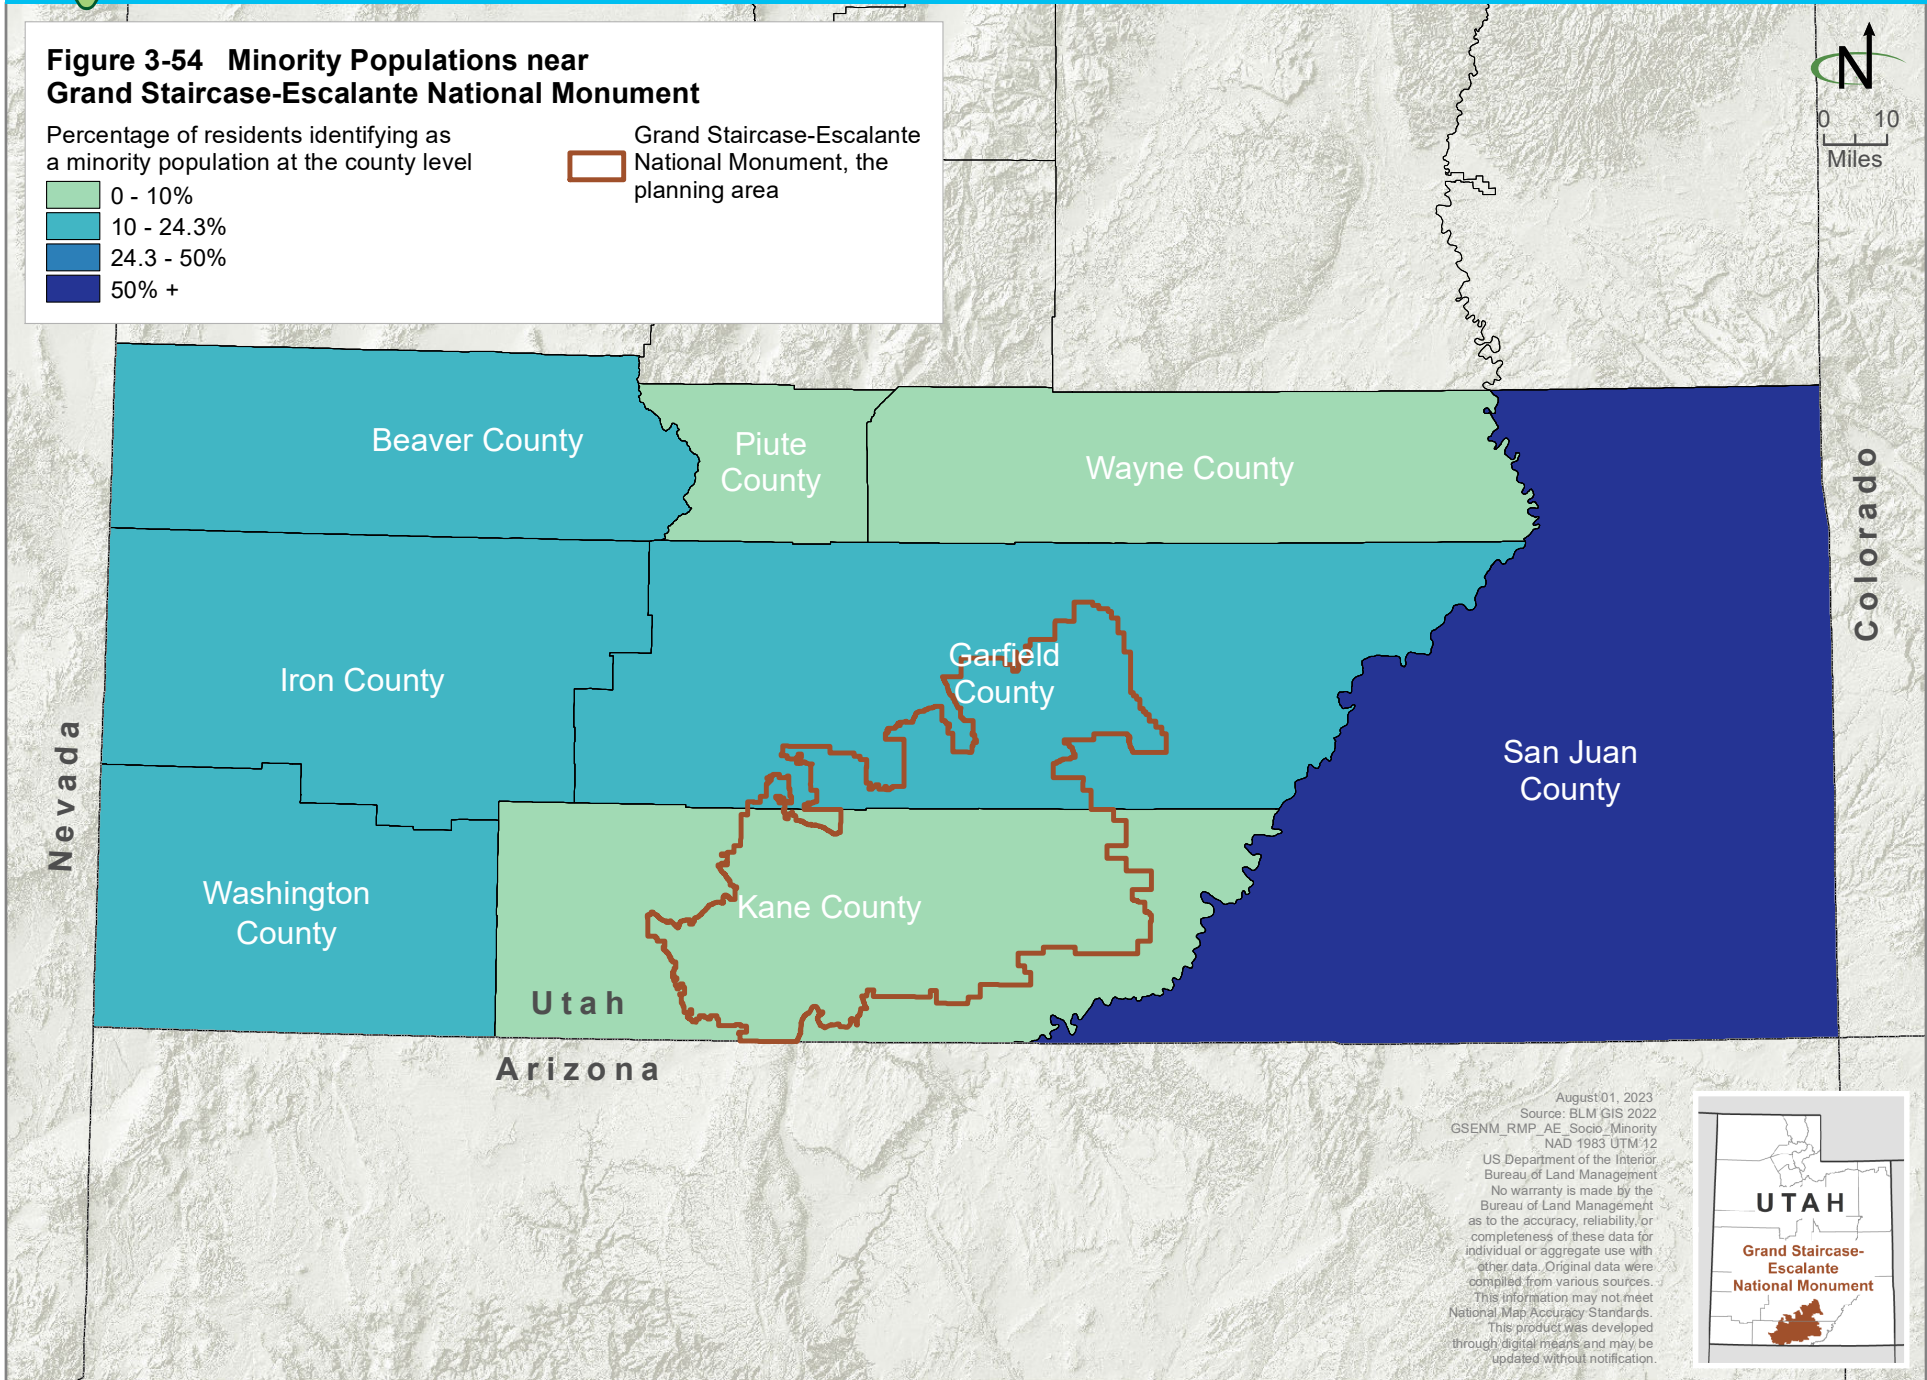 Figure 3-54 Minority Populations near
Grand Staircase-Escalante National Monument
Percentage of residents identifying as
a minority population at the county level
0 - 10%
10 - 24.3%
24.3 - 50%
50% +
Grand Staircase-Escalante
National Monument, the
planning area
N
0 10
Miles
Beaver County
Piute
County
Wayne County
Colorado
Iron County
Garfield
County
San Juan
County
Nevada
Washington
County
Kane County
Utah
Arizona
August 01, 2023
Source: BLM GIS 2022
GSENM_RMP_AE_Socio_Minority
NAD 1983 UTM 12
US Department of the Interior
Bureau of Land Management
No warranty is made by the
Bureau of Land Management
as to the accuracy, reliability, or
completeness of these data for
individual or aggregate use with
other data. Original data were
compiled from various sources.
This information may not meet
National Map Accuracy Standards.
This product was developed
through digital means and may be
updated without notification.
UTAH
Grand Staircase-
Escalante
National Monument